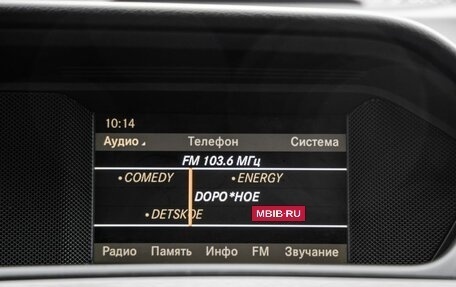 10:14
Аудио Телефон Система
FM 103.6 МГц
•COMEDY •ENERGY
DOPO*HOE
•DETSKOE MBIB-RU
Радио Память Инфо FM Звучание